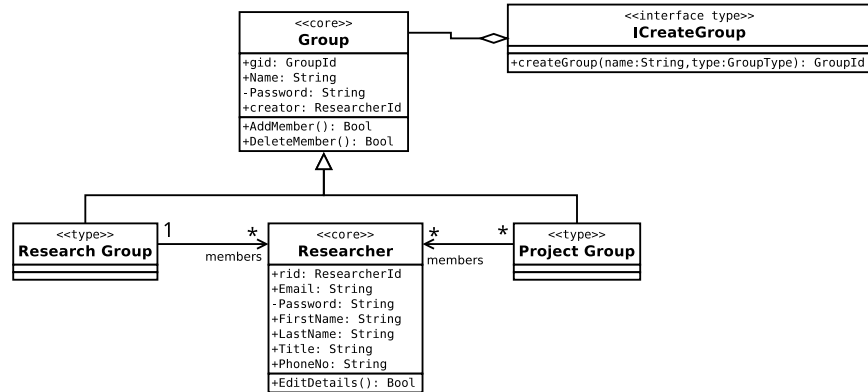 <<core>>
Group
+gid: GroupId
+Name: String
-Password: String
+creator: ResearcherId
+AddMember(): Bool
+DeleteMember(): Bool
<<interface type>>
ICreateGroup
+createGroup(name:String,type:GroupType): GroupId
<<type>>
Research Group
1
*
members
<<core>>
Researcher
+rid: ResearcherId
+Email: String
-Password: String
+FirstName: String
+LastName: String
+Title: String
+PhoneNo: String
+EditDetails(): Bool
*
*
members
<<type>>
Project Group